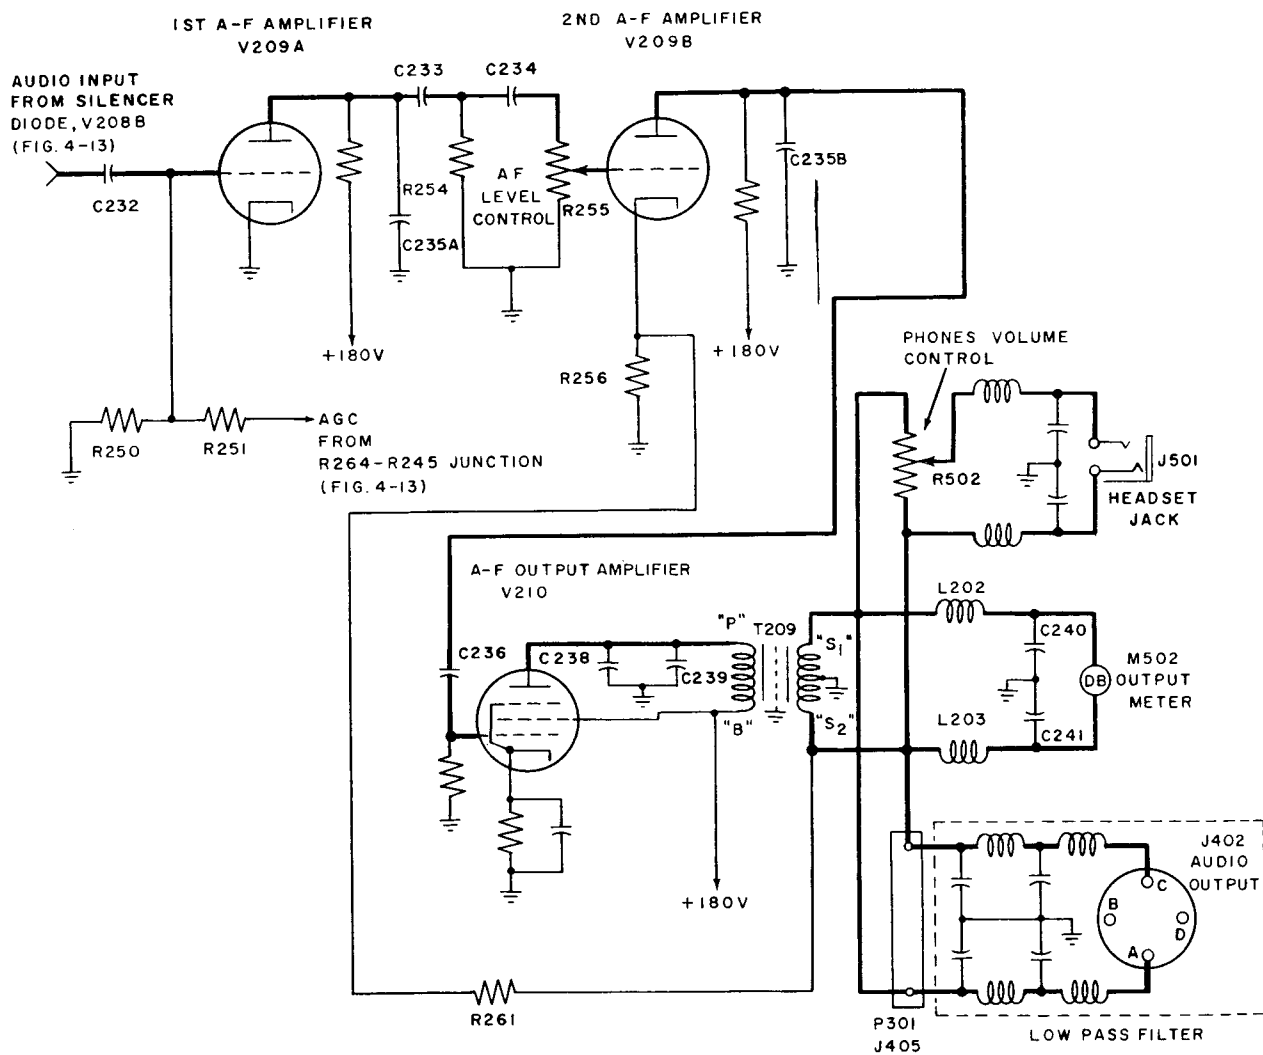 1ST A-F AMPLIFIER
V209A
2ND A-F AMPLIFIER
V209B
AUDIO INPUT
FROM SILENCER
DIODE, V208B
(FIG. 4-13)
C232
C233
C234
R254
C235A
AF
LEVEL
CONTROL
R255
C235B
+180V
+180V
R256
R250
R251
AGC
FROM
R264-R245 JUNCTION
(FIG. 4-13)
PHONES VOLUME
CONTROL
R502
J501
HEADSET
JACK
A-F OUTPUT AMPLIFIER
V210
C236
C238
C239
"P"
T209
"S1"
"B"
"S2"
L202
C240
M502
OUTPUT
METER
DB
L203
C241
+180V
R261
J402
AUDIO
OUTPUT
C
B
D
A
P301
J405
LOW PASS FILTER